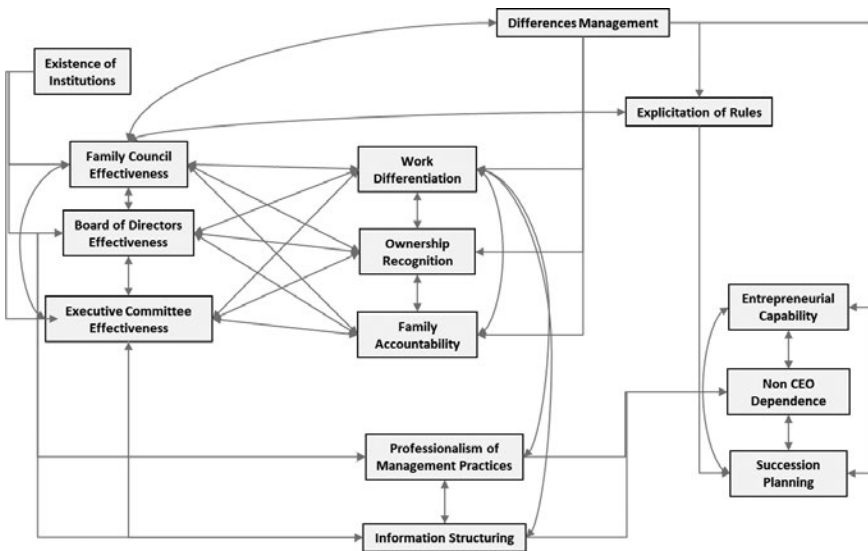 Differences Management
Existence of
Institutions
Explicitation of Rules
Family Council
Effectiveness
Work
Differentiation
Board of Directors
Effectiveness
Ownership
Recognition
Executive Committee
Effectiveness
Family
Accountability
Entrepreneurial
Capability
Non CEO
Dependence
Professionalism of
Management Practices
Succession
Planning
Information Structuring